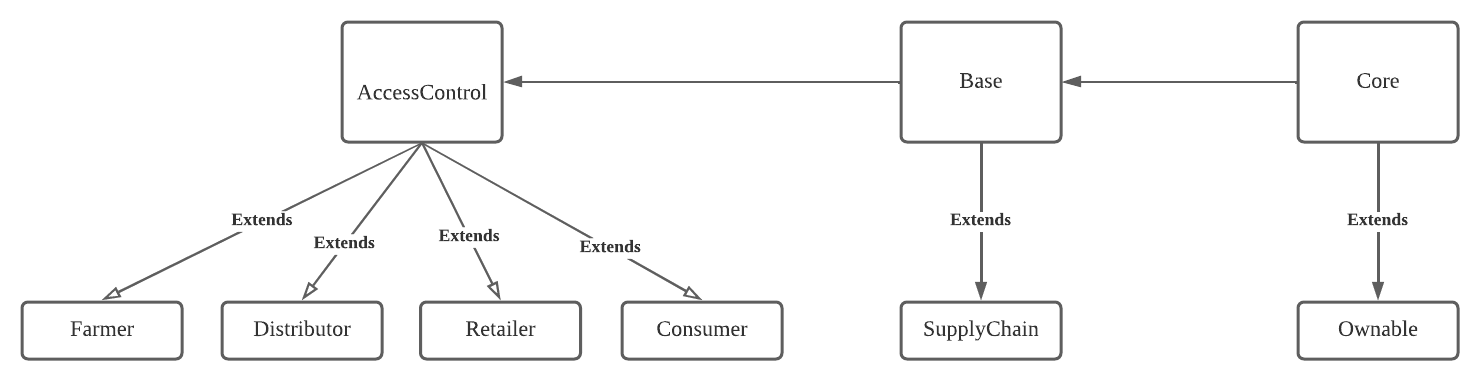 AccessControl
Base
Core
Extends
Extends
Extends
Extends
Extends
Extends
Farmer
Distributor
Retailer
Consumer
SupplyChain
Ownable